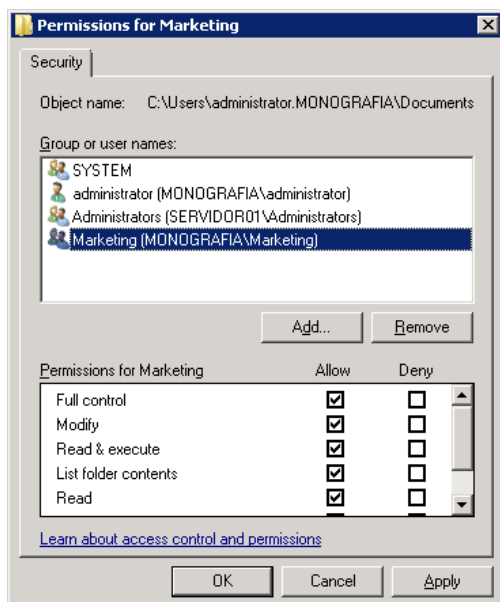 Permissions for Marketing
Security
Object name: C:\Users\administrator.MONOGRAFIA\Documents
Group or user names:
SYSTEM
administrator (MONOGRAFIA\administrator)
Administrators (SERVIDOR01\Administrators)
Marketing (MONOGRAFIA\Marketing)
Add... Remove
Permissions for Marketing Allow Deny
Full control
Modify
Read & execute
List folder contents
Read
Learn about access control and permissions
OK Cancel Apply